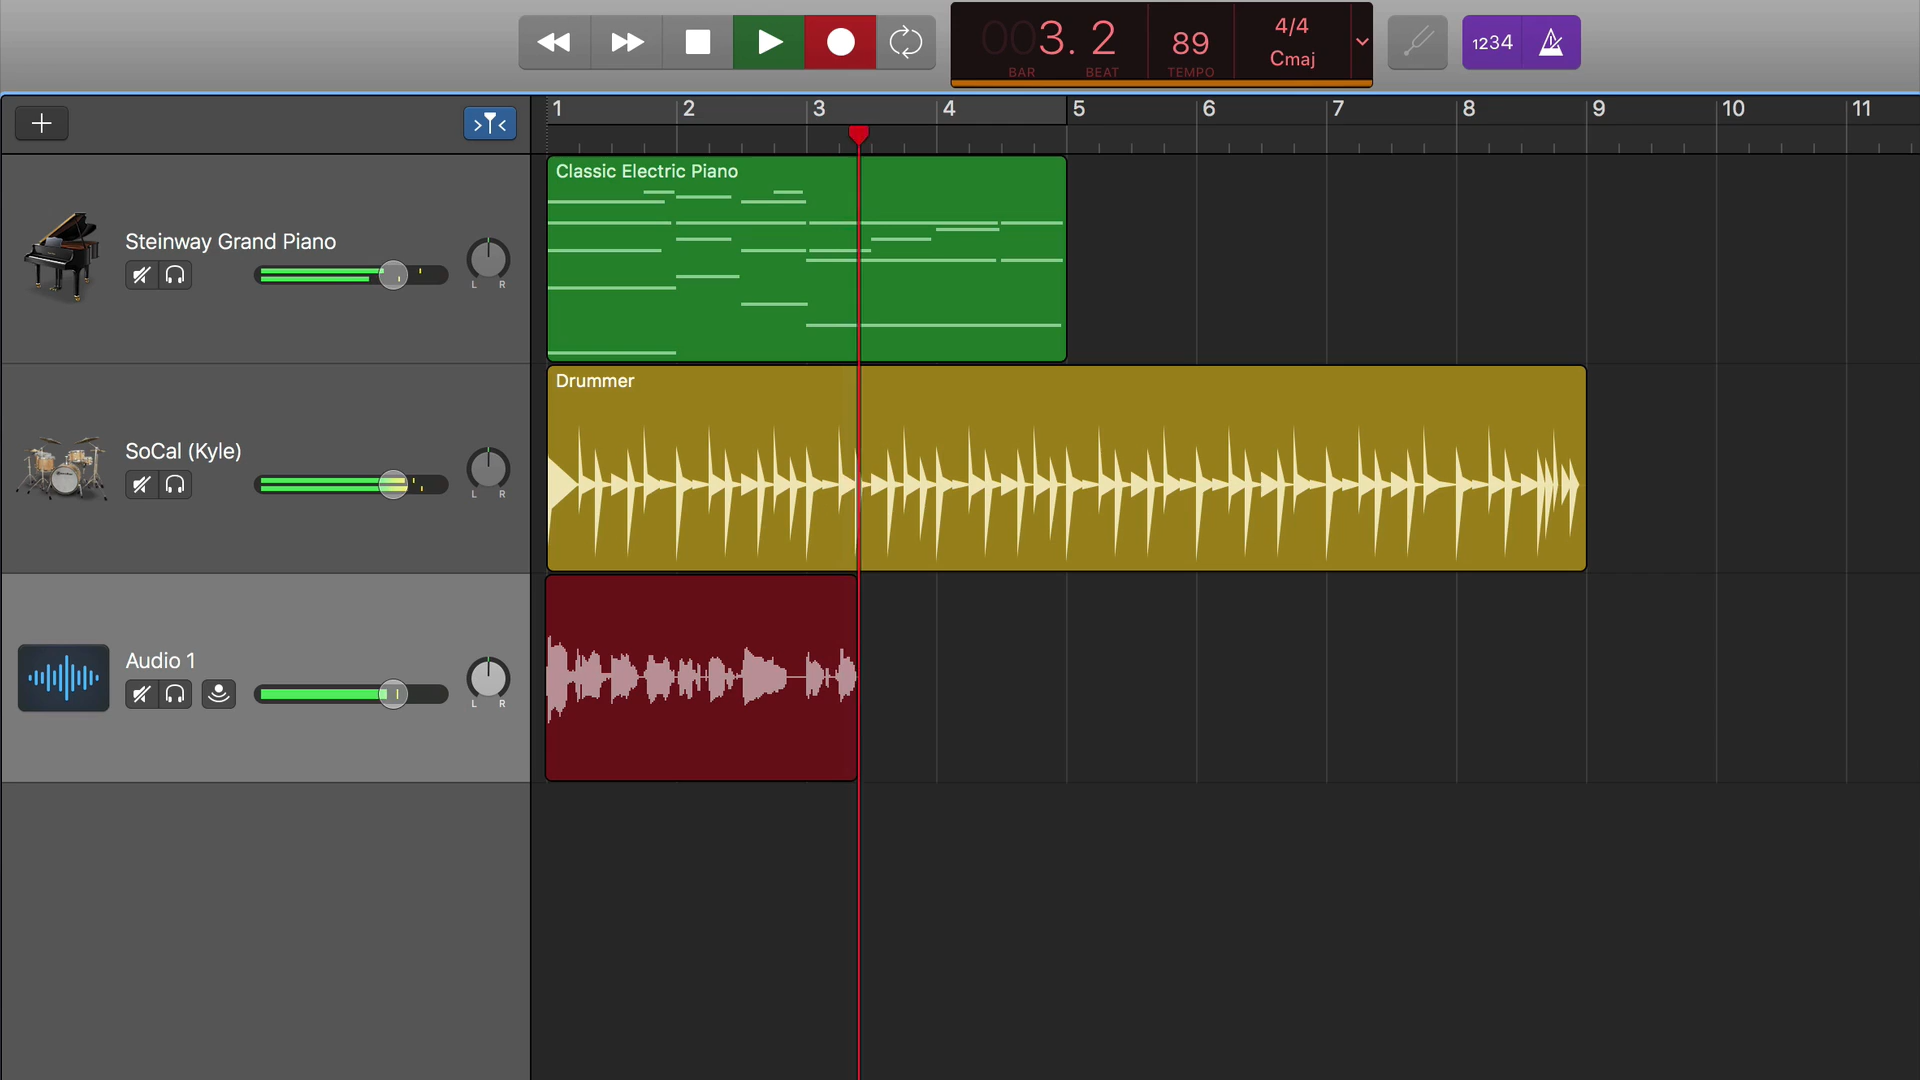 003. 2
BAR BEAT
89
TEMPO
4/4
Cmaj
1234
1 2 3 4 5 6 7 8 9 10 11
Classic Electric Piano
Steinway Grand Piano
L R
Drummer
SoCal (Kyle)
L R
Audio 1
L R